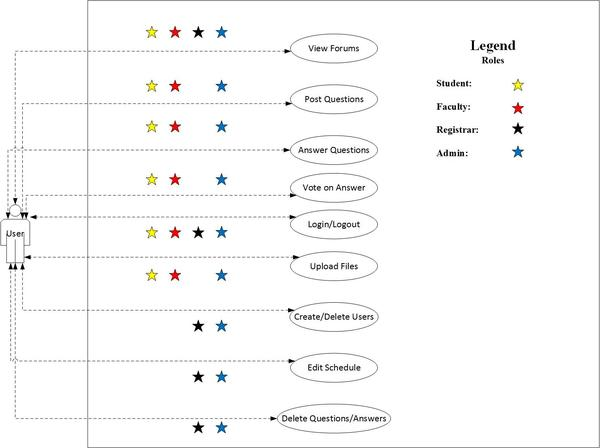 View Forums
Legend
Roles
Student:
Post Questions
Faculty:
Registrar:
Answer Questions
Admin:
Vote on Answer
Login/Logout
User
Upload Files
Create/Delete Users
Edit Schedule
Delete Questions/Answers